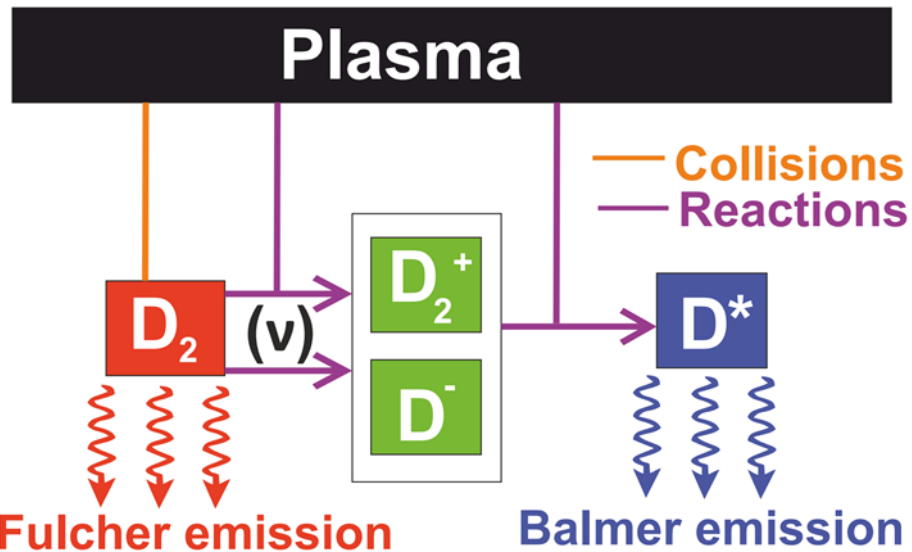 Plasma
Collisions
Reactions
D₂⁺
D₂
(ν)
D*
D⁻
Fulcher emission
Balmer emission